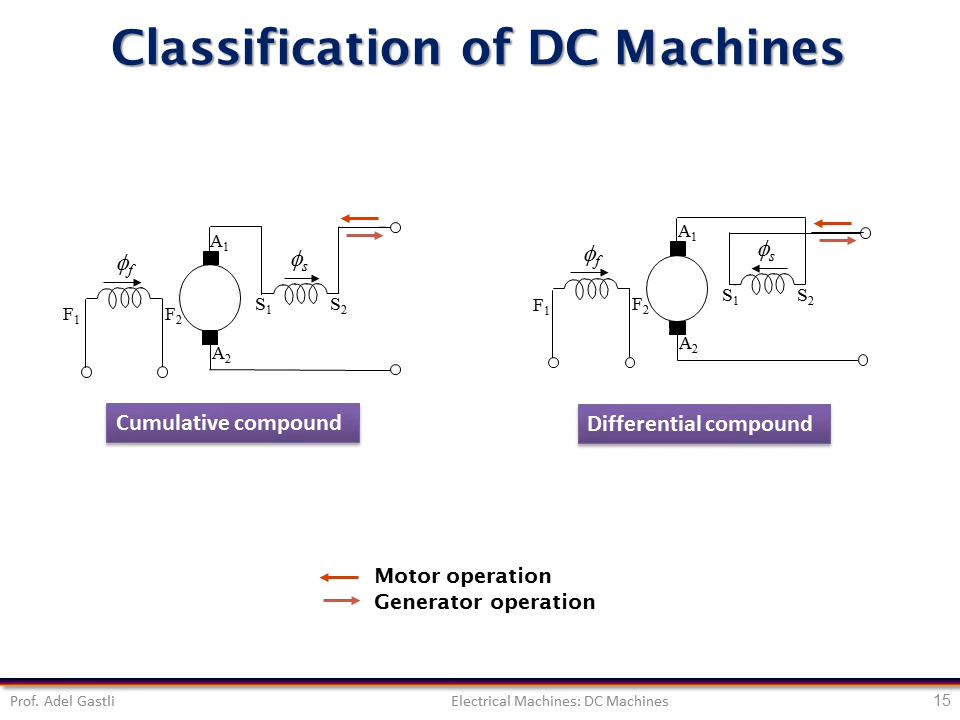 Classification of DC Machines
A1
ϕf
ϕs
F1
F2
S1
S2
A2
A1
ϕf
ϕs
F1
F2
S1
S2
A2
Cumulative compound
Differential compound
Motor operation
Generator operation
Prof. Adel Gastli
Electrical Machines: DC Machines
15